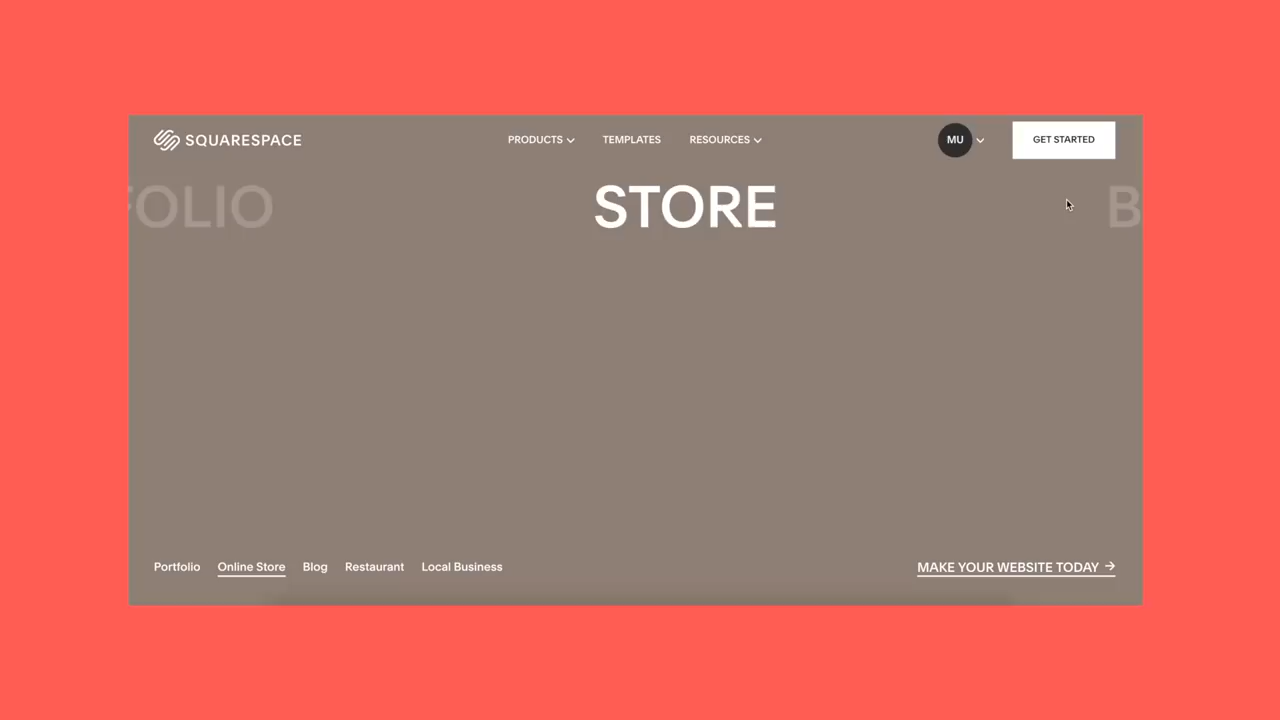 SQUARESPACE PRODUCTS TEMPLATES RESOURCES MU GET STARTED
FOLIO STORE B
Portfolio Online Store Blog Restaurant Local Business MAKE YOUR WEBSITE TODAY →